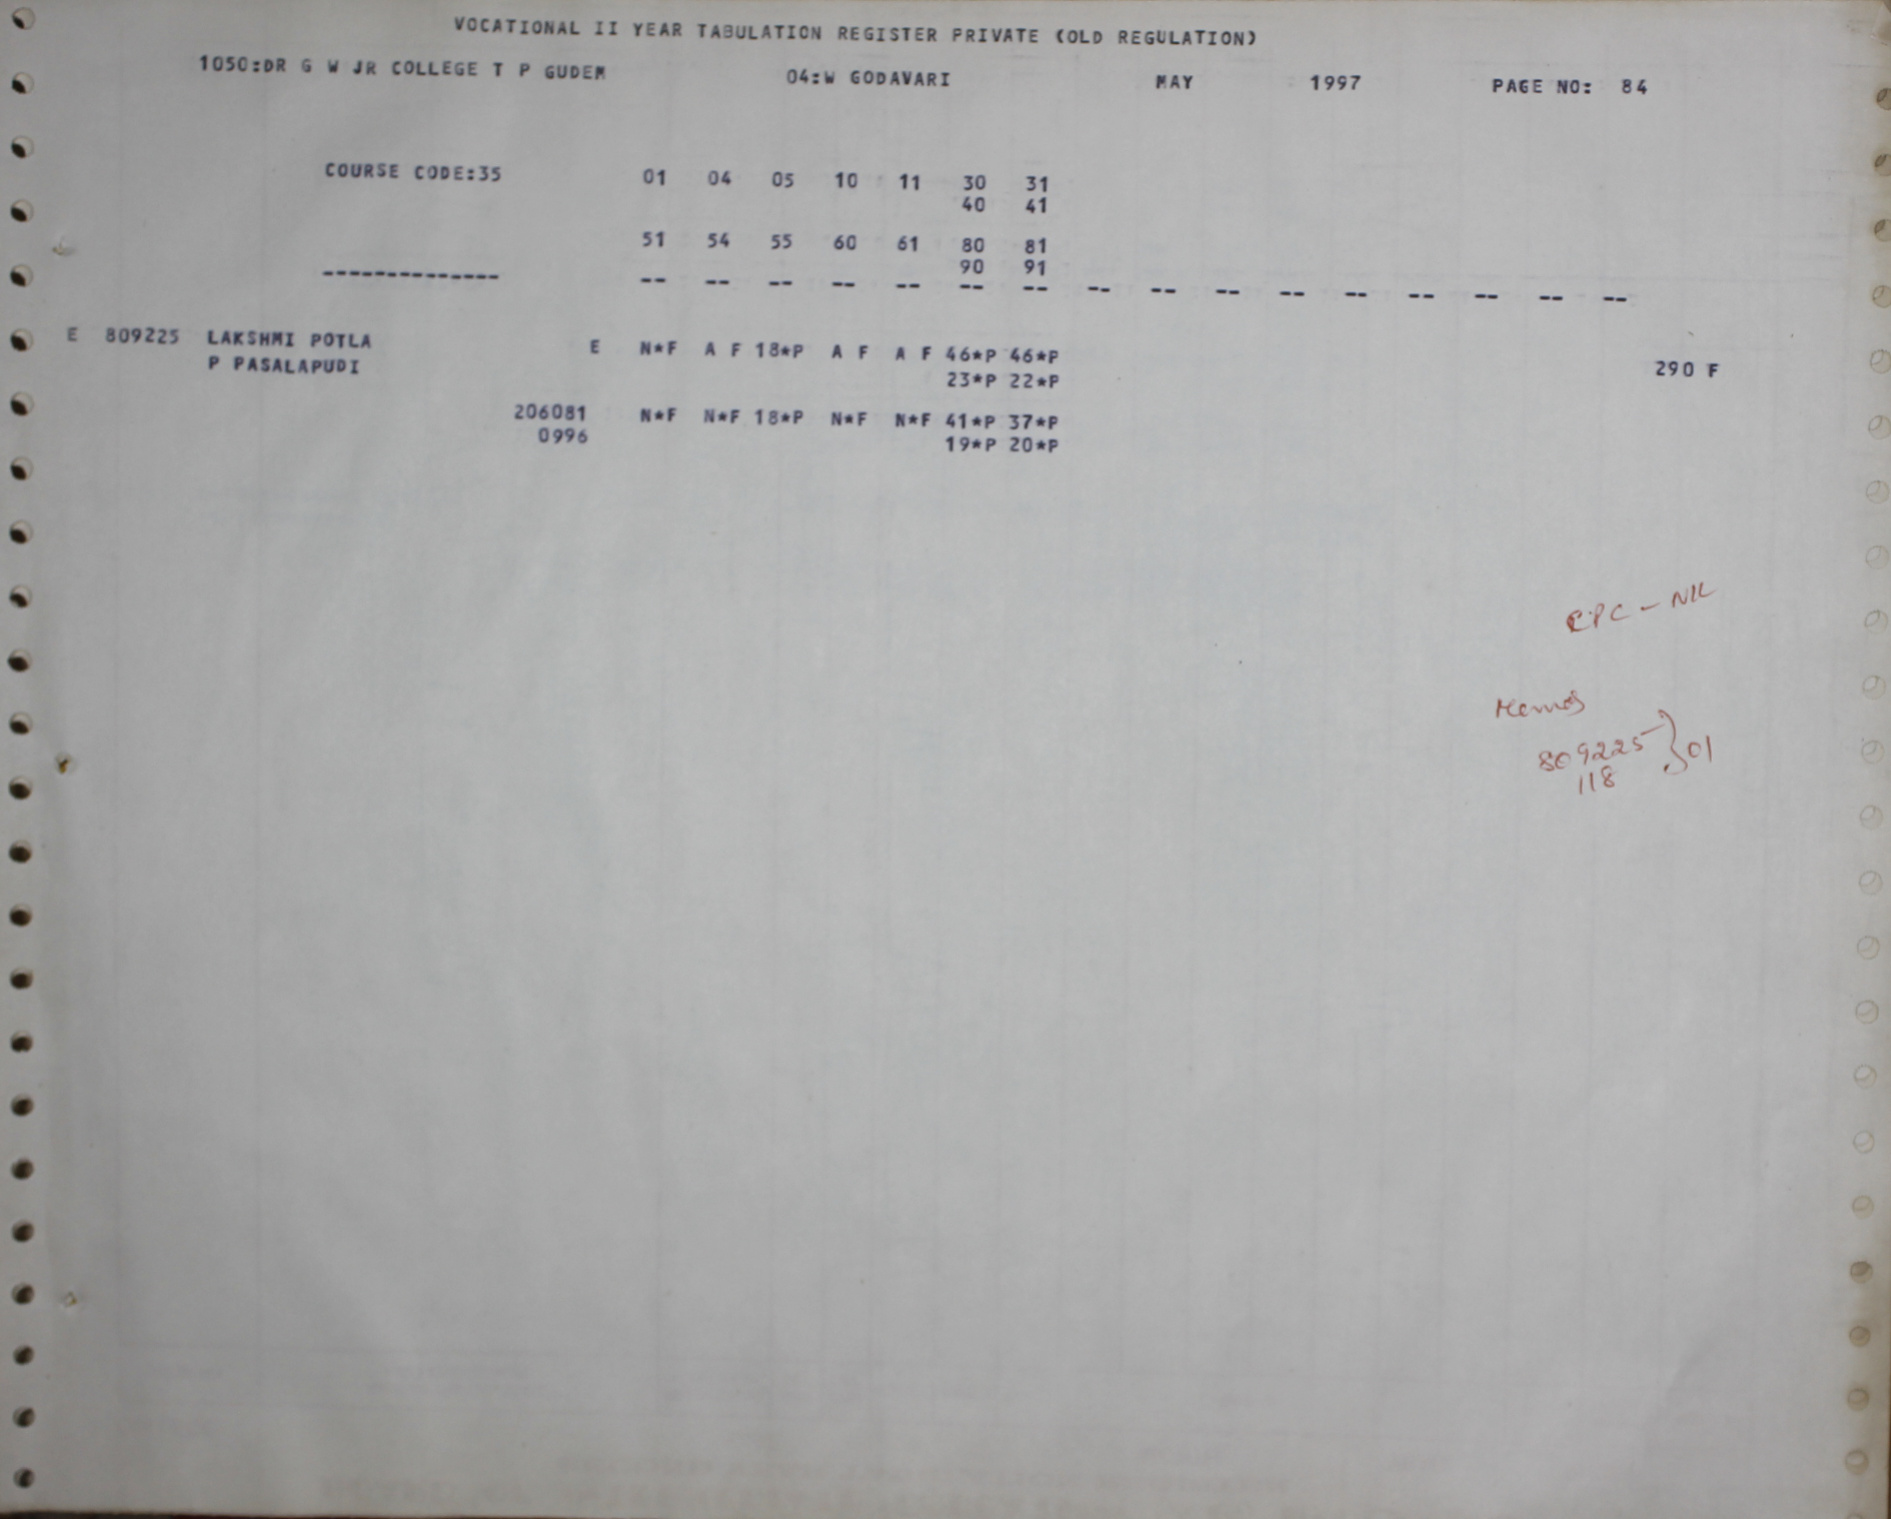 VOCATIONAL II YEAR TABULATION REGISTER PRIVATE (OLD REGULATION)
1050:DR G W JR COLLEGE T P GUDEM 04:W GODAVARI MAY 1997 PAGE NO: 84
COURSE CODE:35 01 04 05 10 11 30 31
40 41
51 54 55 60 61 80 81
90 91
-------------- -- -- -- -- -- -- -- -- -- -- -- -- -- -- -- --
E 809225 LAKSHMI POTLA E N*F A F 18*P A F A F 46*P 46*P
P PASALAPUDI 23*P 22*P 290 F
206081 N*F N*F 18*P N*F N*F 41*P 37*P
0996 19*P 20*P
CPC - NIL
Memos
809225 } 01
118